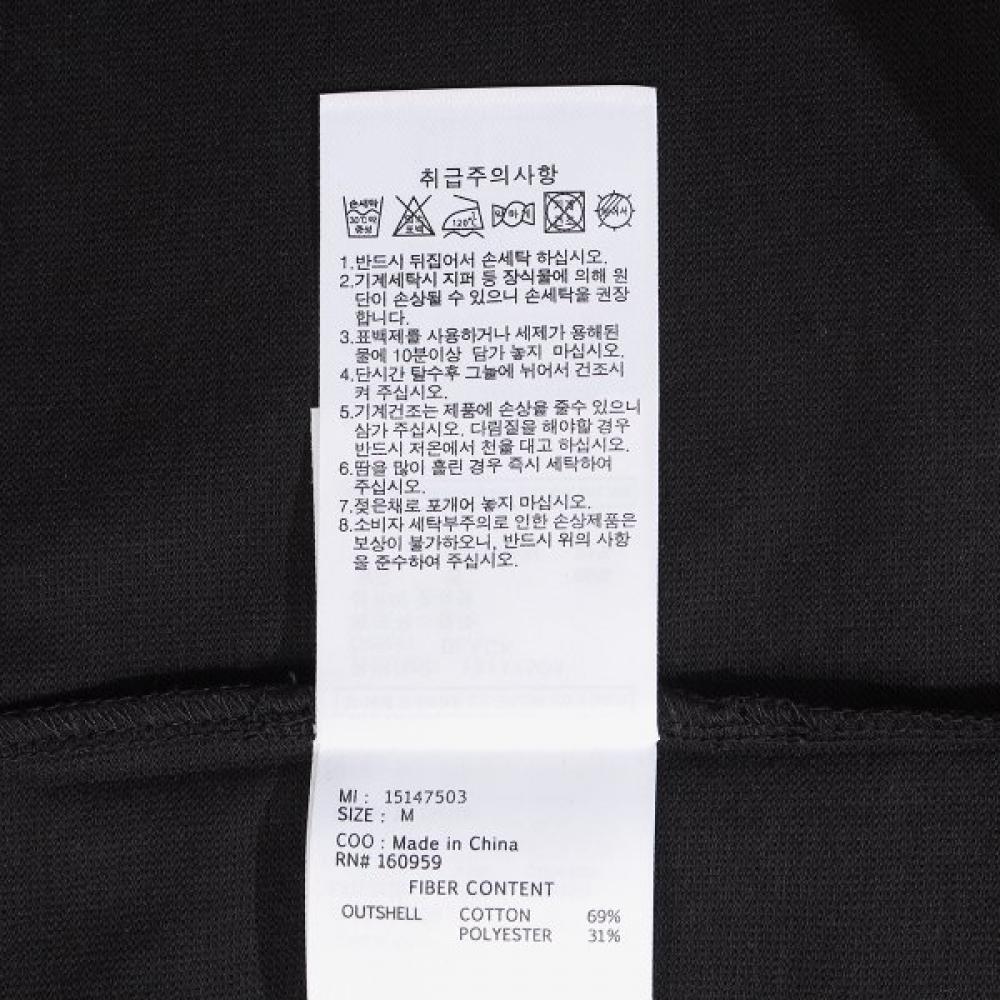 취급주의사항
손세탁 30℃약 중성 염소 표백 120℃ 약하게
1.반드시 뒤집어서 손세탁 하십시오.
2.기계세탁시 지퍼 등 장식물에 의해 원
단이 손상될 수 있으니 손세탁을 권장
합니다.
3.표백제를 사용하거나 세제가 용해된
물에 10분이상 담가 놓지 마십시오.
4.단시간 탈수후 그늘에 뉘어서 건조시
켜 주십시오.
5.기계건조는 제품에 손상을 줄수 있으니
삼가 주십시오. 다림질을 해야할 경우
반드시 저온에서 천을 대고 하십시오.
6.땀을 많이 흘린 경우 즉시 세탁하여
주십시오.
7.젖은채로 포개어 놓지 마십시오.
8.소비자 세탁부주의로 인한 손상제품은
보상이 불가하오니, 반드시 위의 사항
을 준수하여 주십시오.
MI : 15147503
SIZE : M
COO : Made in China
RN# 160959
FIBER CONTENT
OUTSHELL COTTON 69%
POLYESTER 31%